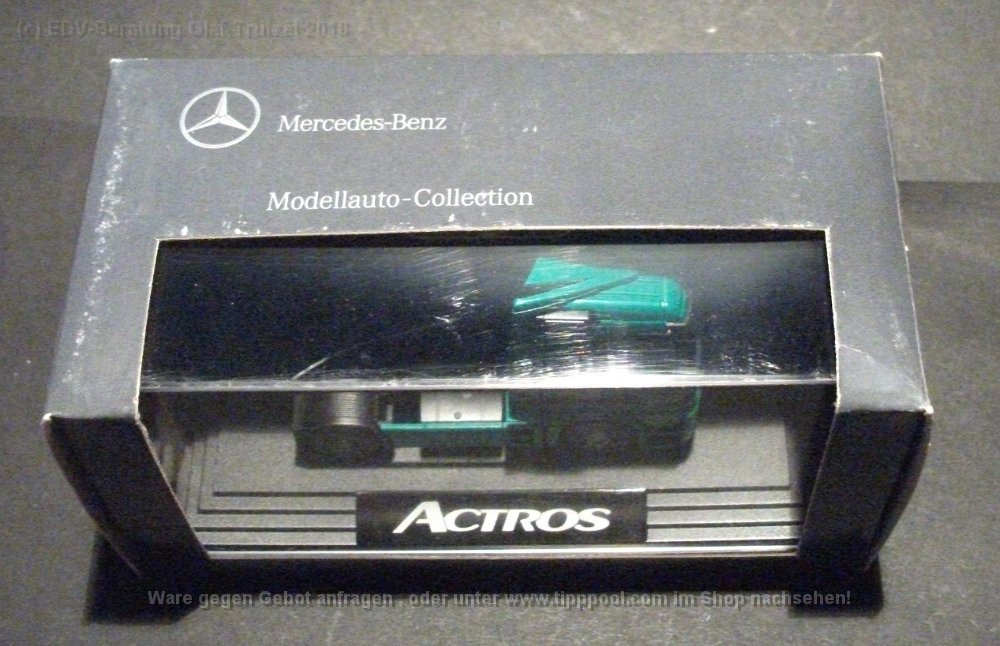 (c) EDV-Beratung Olaf Trutzel 2018
Mercedes-Benz
Modellauto-Collection
ACTROS
Ware gegen Gebot anfragen , oder unter www.tipppool.com im Shop nachsehen!